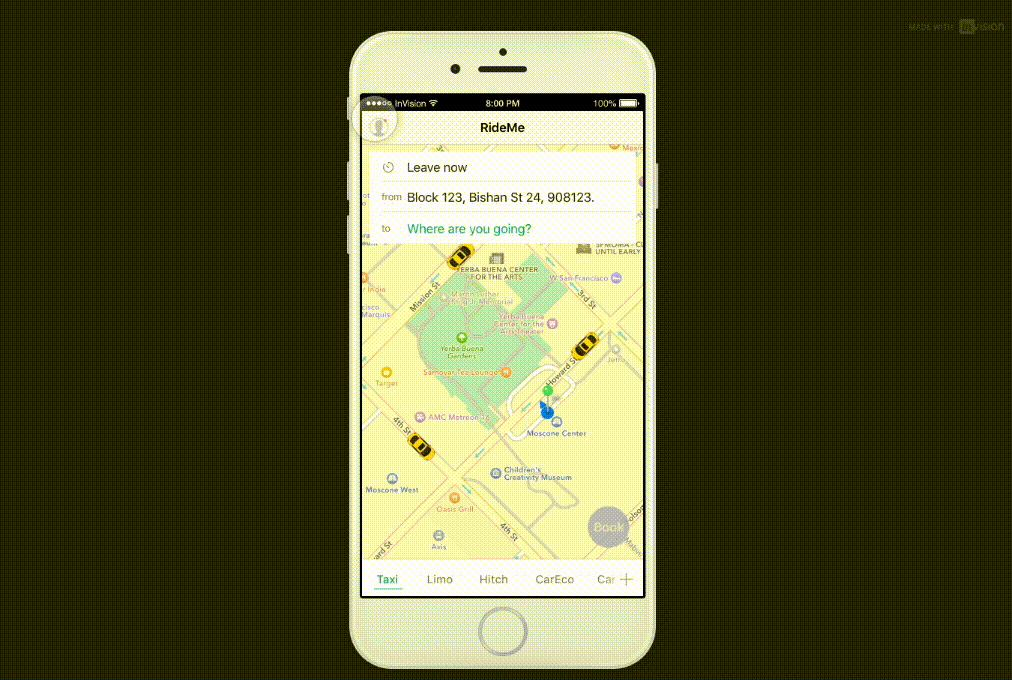 MADE WITH InVision
InVision
8:00 PM
100%
RideMe
Leave now
from Block 123, Bishan St 24, 908123.
to Where are you going?
UNTIL EARLY
YERBA BUENA CENTER
FOR THE ARTS
W San Francisco
Mission St
3rd St
Marquis
Yerba Buena
Center for the
Arts Theater
Yerba Buena
Gardens
Samovar Tea Lounge
Howard St
Target
AMC Metreon 16
4th St
Moscone Center
Children's
Creativity Museum
Moscone West
Oasis Grill
4th St
Book
Avis
Taxi
Limo
Hitch
CarEco
Car